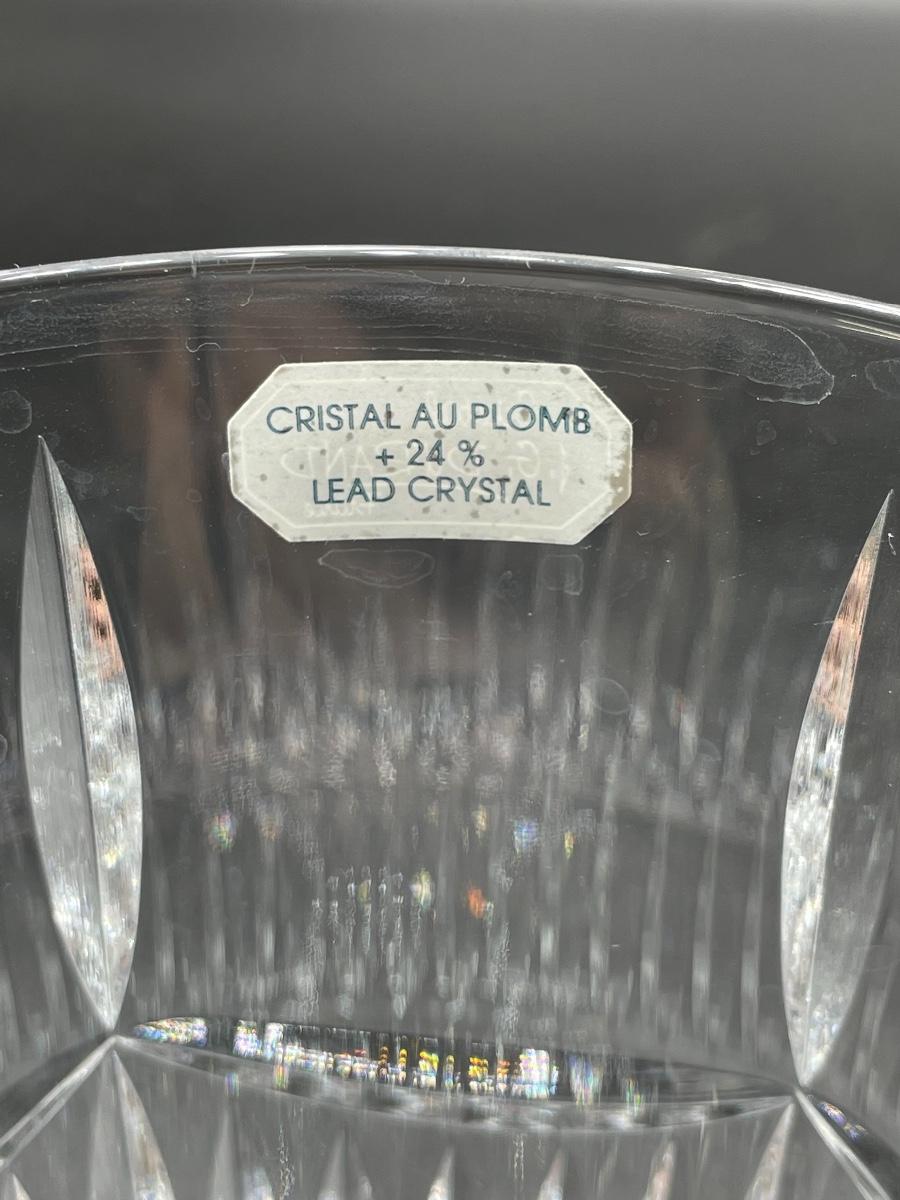 CRISTAL AU PLOMB
+ 24 %
LEAD CRYSTAL